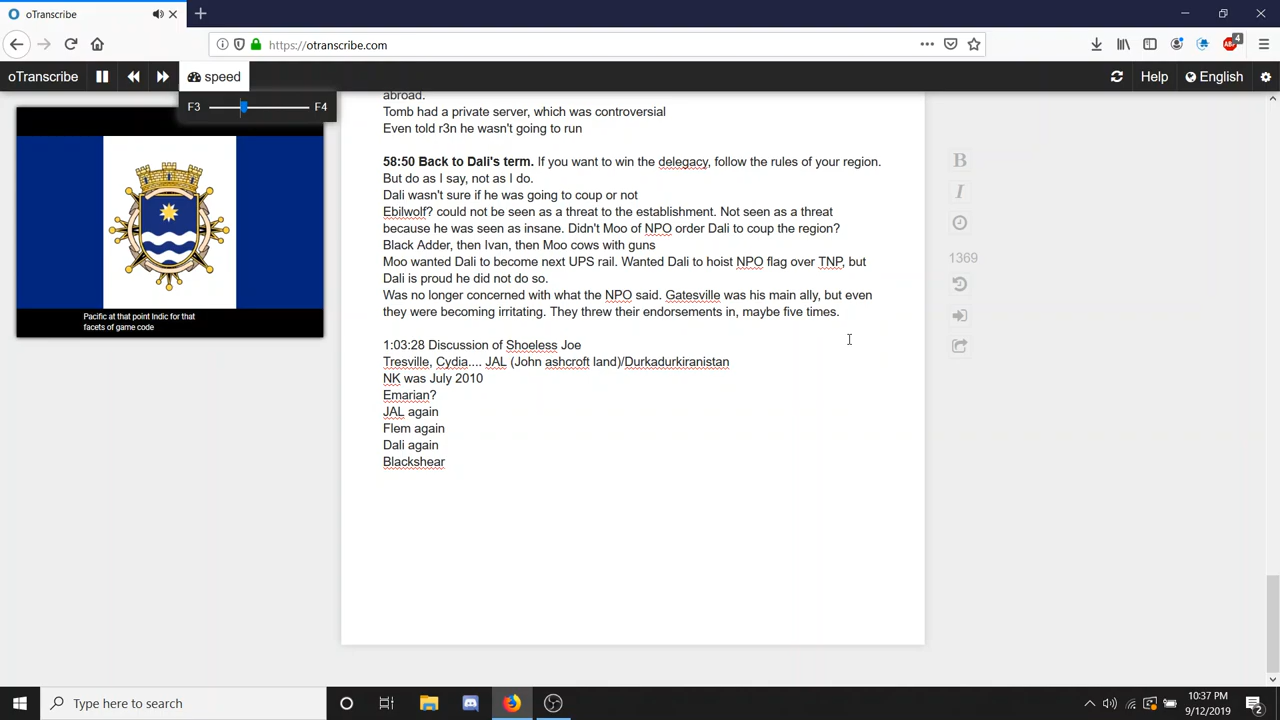 oTranscribe
https://otranscribe.com
4
oTranscribe
speed
Help
English
F3
F4
abroad.
Tomb had a private server, which was controversial
Even told r3n he wasn't going to run
58:50 Back to Dali's term. If you want to win the delegacy, follow the rules of your region.
But do as I say, not as I do.
Dali wasn't sure if he was going to coup or not
Ebilwolf? could not be seen as a threat to the establishment. Not seen as a threat
because he was seen as insane. Didn't Moo of NPO order Dali to coup the region?
Black Adder, then Ivan, then Moo cows with guns
Moo wanted Dali to become next UPS rail. Wanted Dali to hoist NPO flag over TNP, but
Dali is proud he did not do so.
Was no longer concerned with what the NPO said. Gatesville was his main ally, but even
they were becoming irritating. They threw their endorsements in, maybe five times.
1:03:28 Discussion of Shoeless Joe
Tresville, Cydia.... JAL (John ashcroft land)/Durkadurkiranistan
NK was July 2010
Emarian?
JAL again
Flem again
Dali again
Blackshear
B
I
1369
Pacific at that point Indic for that
facets of game code
Type here to search
10:37 PM
9/12/2019
2